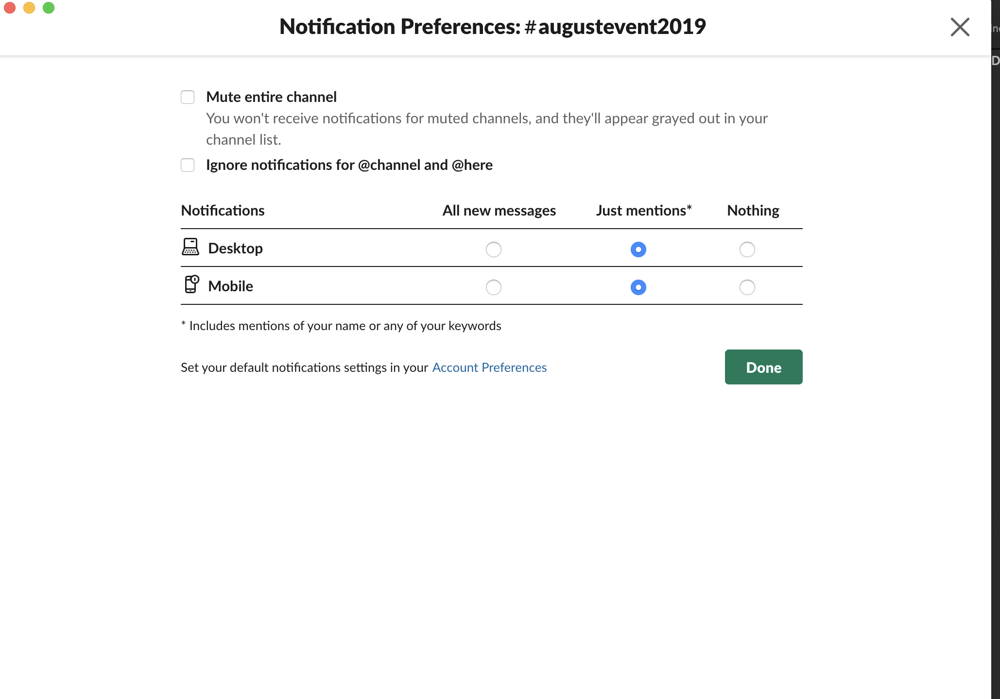 Notification Preferences: #augustevent2019
Mute entire channel
You won't receive notifications for muted channels, and they'll appear grayed out in your
channel list.
Ignore notifications for @channel and @here
Notifications All new messages Just mentions* Nothing
Desktop
Mobile
* Includes mentions of your name or any of your keywords
Set your default notifications settings in your Account Preferences
Done